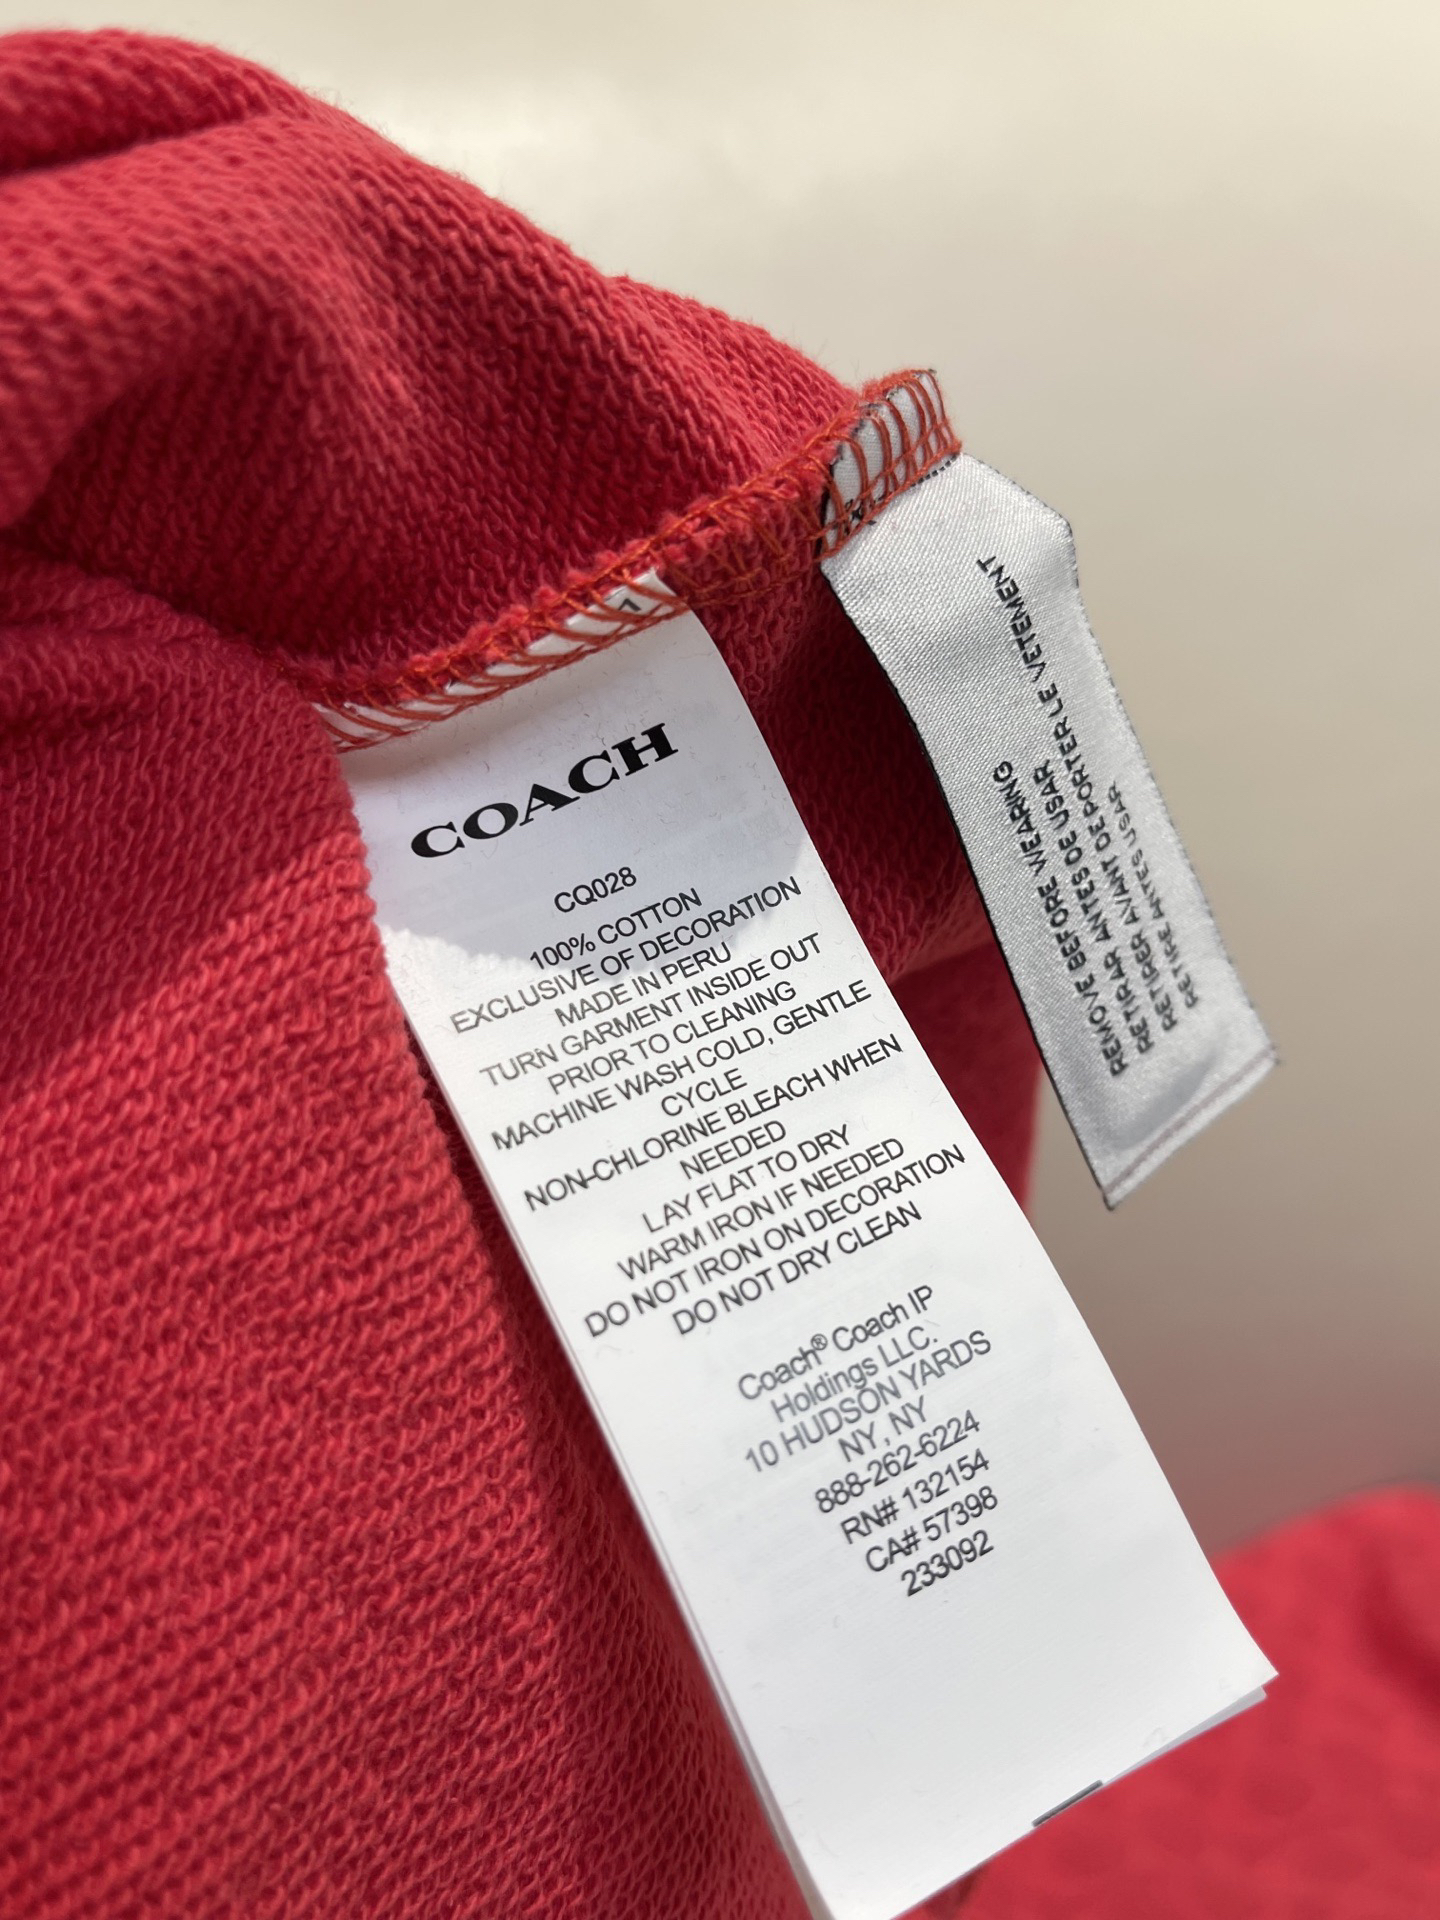 COACH
CQ028
100% COTTON
EXCLUSIVE OF DECORATION
MADE IN PERU
TURN GARMENT INSIDE OUT
PRIOR TO CLEANING
MACHINE WASH COLD, GENTLE
CYCLE
NON-CHLORINE BLEACH WHEN
NEEDED
LAY FLAT TO DRY
WARM IRON IF NEEDED
DO NOT IRON ON DECORATION
DO NOT DRY CLEAN
Coach® Coach IP
Holdings LLC.
10 HUDSON YARDS
NY, NY
888-262-6224
RN# 132154
CA# 57398
233092
REMOVE BEFORE WEARING
RETIRAR ANTES DE USAR
RETIRER AVANT DE PORTER LE VETEMENT
RETIRE ANTES USAR